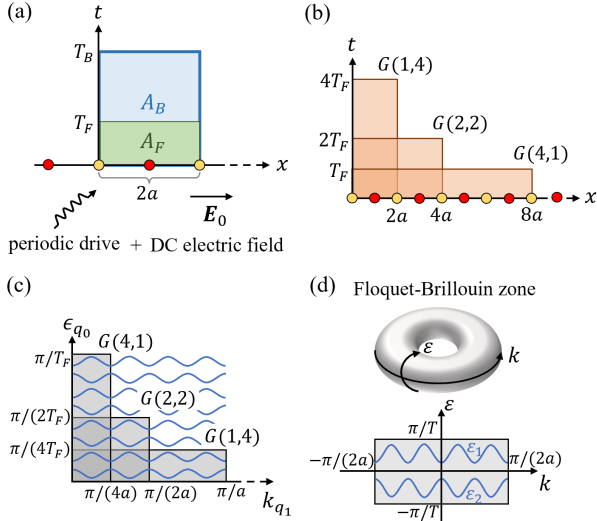 (a)
t
T_B
A_B
T_F
A_F
x
2a
E_0
periodic drive + DC electric field
(b)
t
4T_F
G(1,4)
2T_F
G(2,2)
T_F
G(4,1)
2a 4a 8a x
(c)
ϵ_{q_0}
G(4,1)
π/T_F
G(2,2)
π/(2T_F)
G(1,4)
π/(4T_F)
π/(4a) π/(2a) π/a k_{q_1}
(d)
Floquet-Brillouin zone
ε
k
ε
π/T
−π/(2a) ε_1 π/(2a)
k
ε_2
−π/T